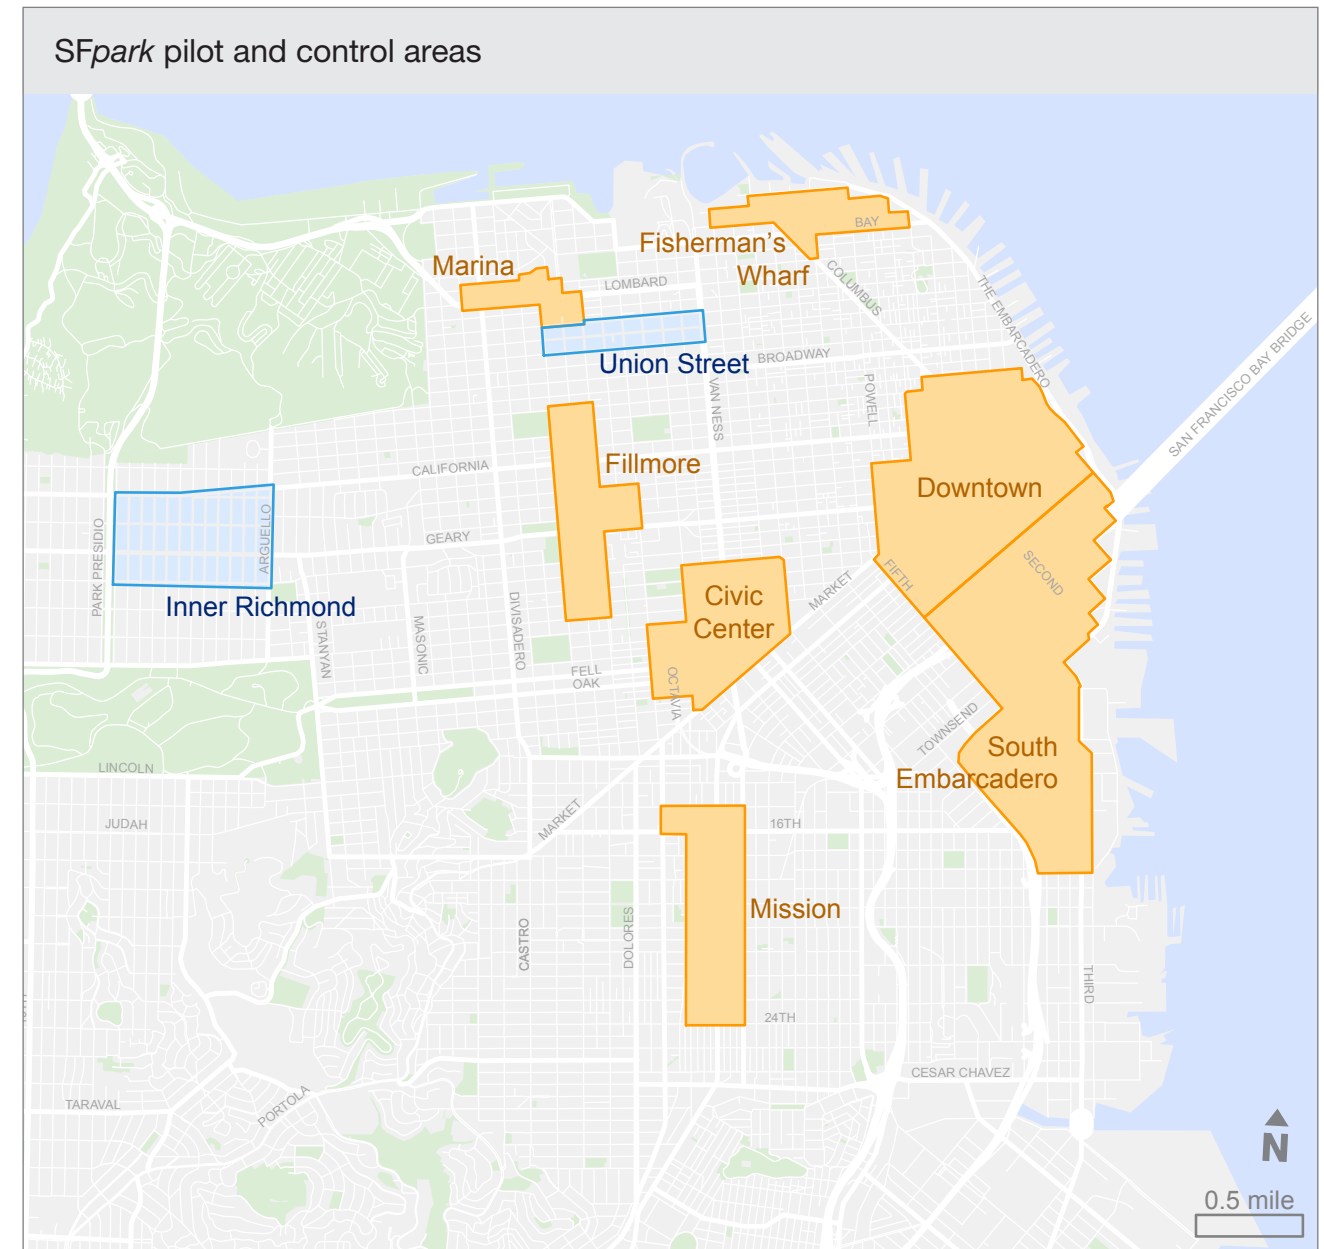 SFpark pilot and control areas
Fisherman's
Wharf
BAY
Marina
LOMBARD
COLUMBUS
THE EMBARCADERO
Union Street
BROADWAY
SAN FRANCISCO BAY BRIDGE
VAN NESS
POWELL
CALIFORNIA
Fillmore
Downtown
PARK PRESIDIO
ARGUELLO
GEARY
SECOND
FIFTH
MARKET
Inner Richmond
Civic
Center
STANYAN
MASONIC
DIVISADERO
FELL
OAK
OCTAVIA
TOWNSEND
South
Embarcadero
LINCOLN
JUDAH
MARKET
16TH
Mission
CASTRO
DOLORES
THIRD
24TH
CESAR CHAVEZ
TARAVAL
PORTOLA
N
0.5 mile